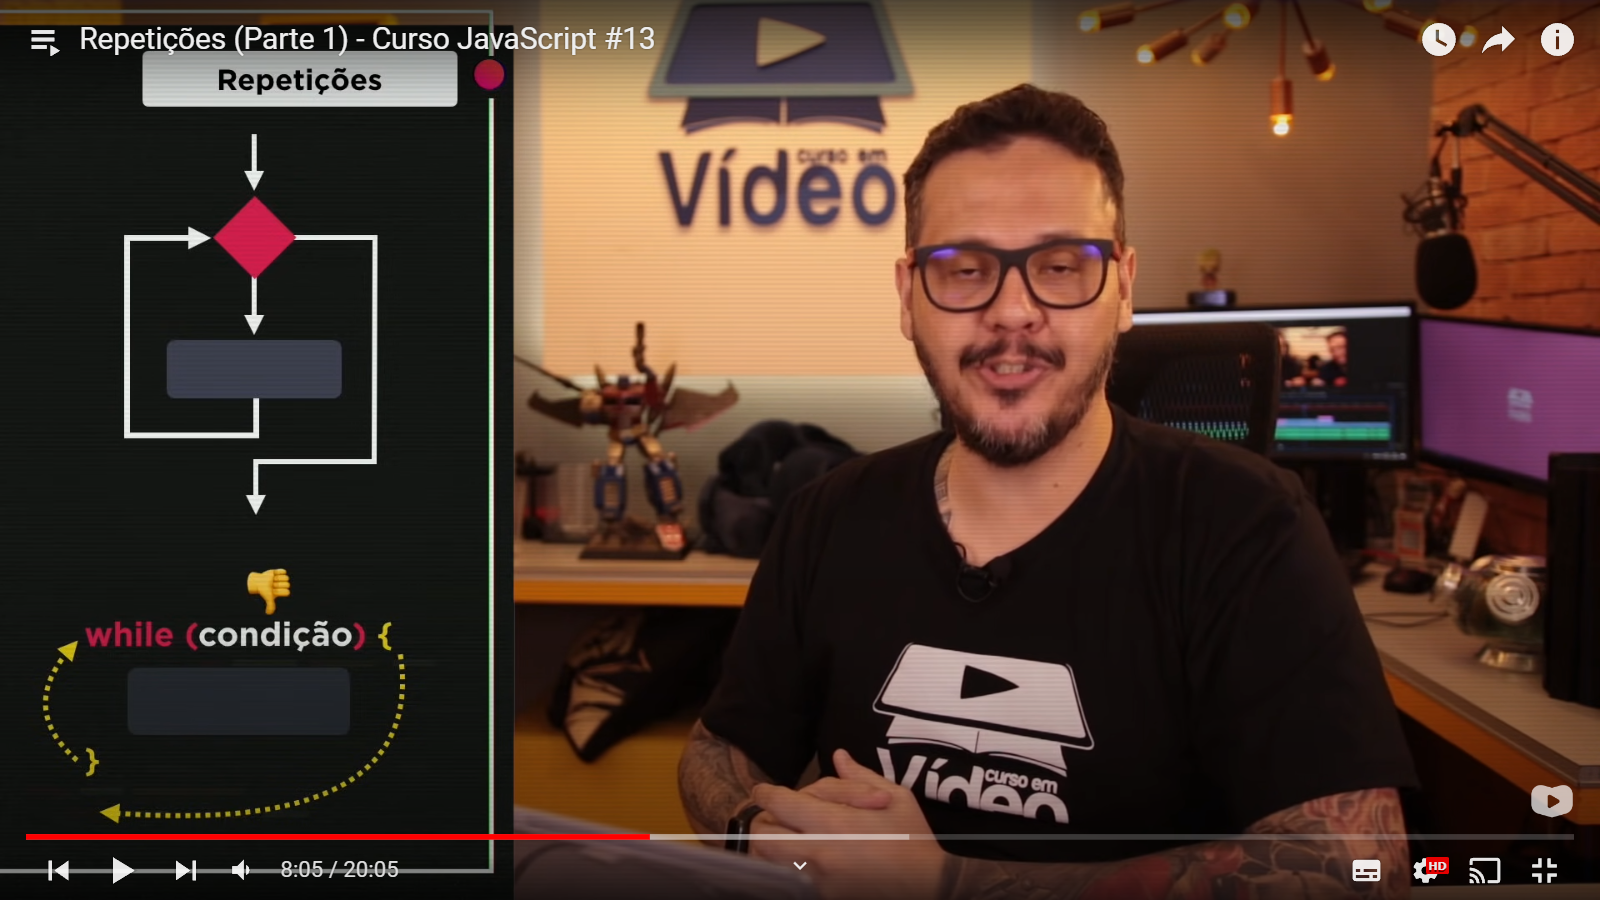 Repetições (Parte 1) - Curso JavaScript #13
Repetições
curso em
Vídeo
while (condição) {
}
curso em
Vídeo
8:05 / 20:05
HD